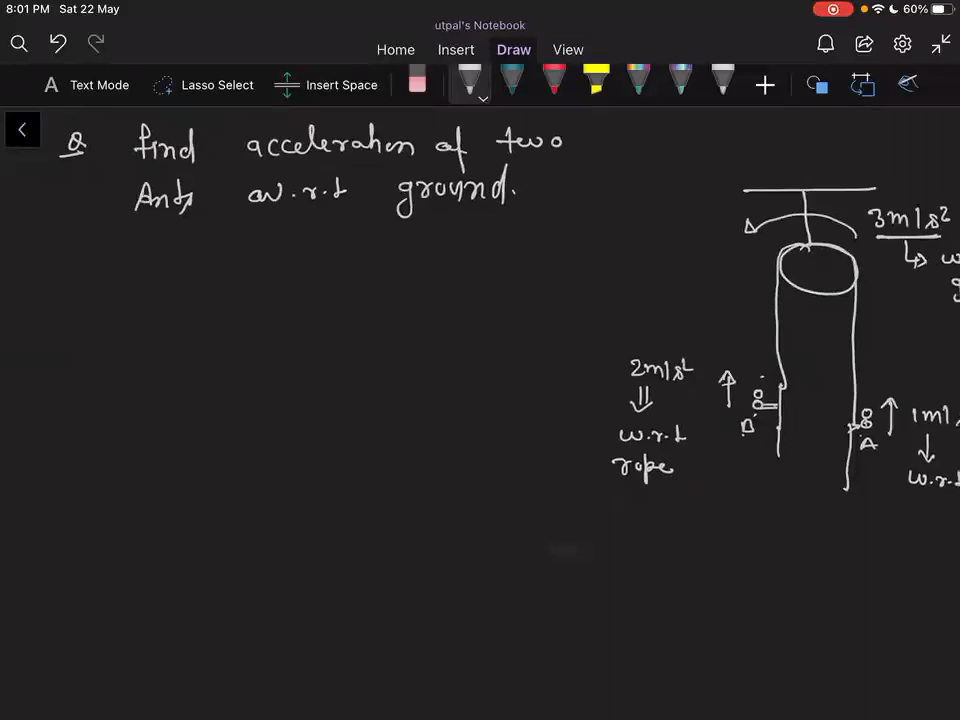 8:01 PM Sat 22 May
60%
utpal's Notebook
Home Insert Draw View
A Text Mode Lasso Select Insert Space
Q find acceleration of two
Ants w.r.t ground.
3m/s²
w
2m/s²
w.r.t
rope
B
1m/s
A
w.r.t